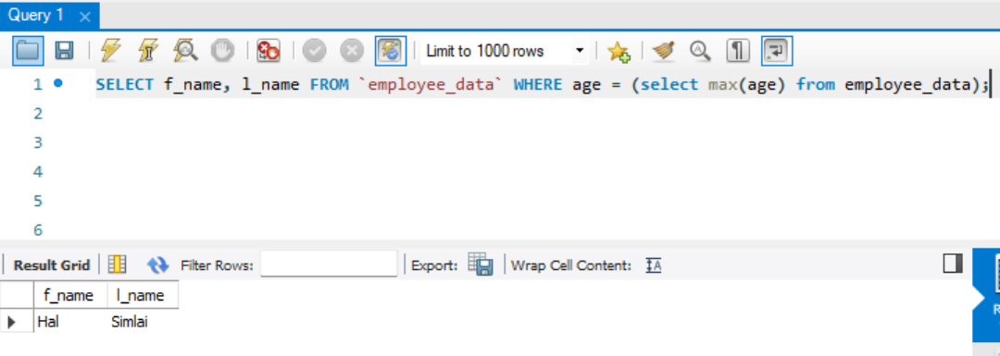 Query 1
Limit to 1000 rows
1 SELECT f_name, l_name FROM `employee_data` WHERE age = (select max(age) from employee_data);
2
3
4
5
6
Result Grid Filter Rows: Export: Wrap Cell Content: IA
f_name l_name
Hal Simlai